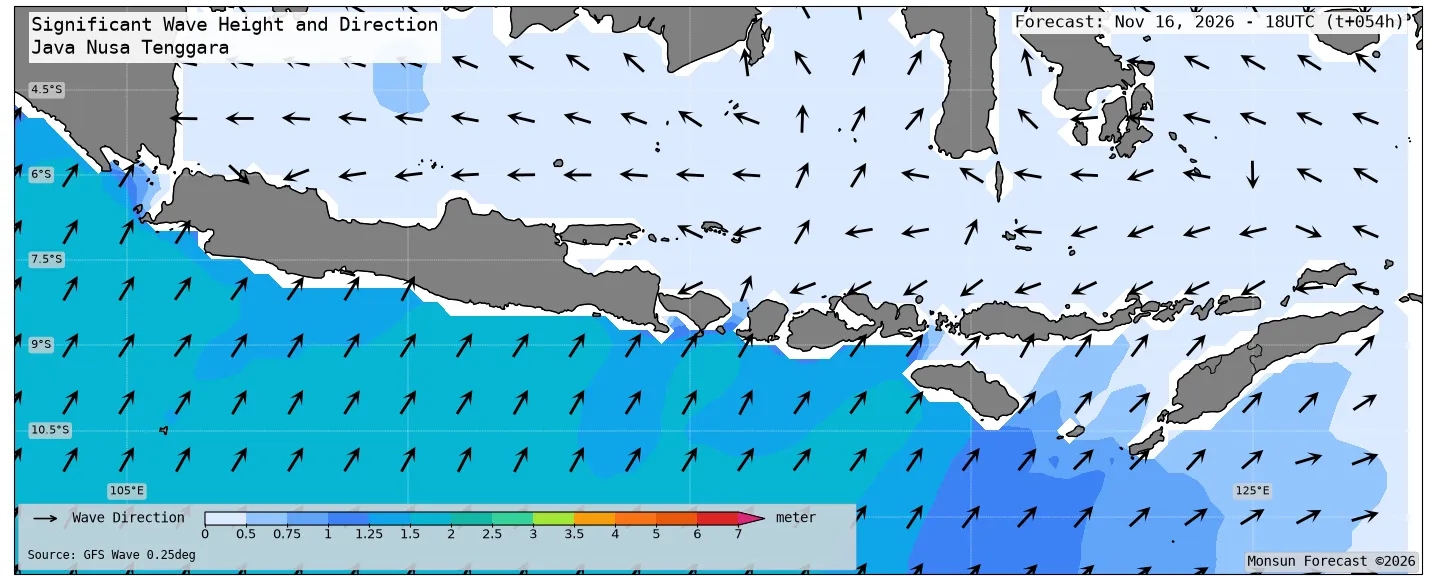 Significant Wave Height and Direction
Java Nusa Tenggara
Forecast: Nov 16, 2026 - 18UTC (t+054h)
4.5°S
6°S
7.5°S
9°S
10.5°S
105°E
125°E
Wave Direction
meter
0 0.5 0.75 1 1.25 1.5 2 2.5 3 3.5 4 5 6 7
Source: GFS Wave 0.25deg
Monsun Forecast ©2026